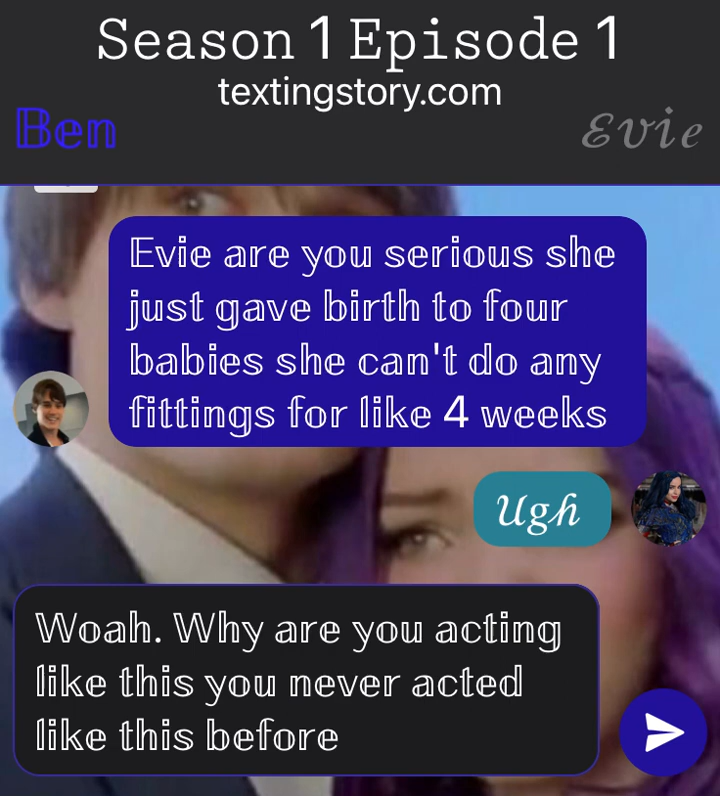 Season 1 Episode 1
textingstory.com
Ben Evie
Evie are you serious she
just gave birth to four
babies she can't do any
fittings for like 4 weeks
Ugh
Woah. Why are you acting
like this you never acted
like this before